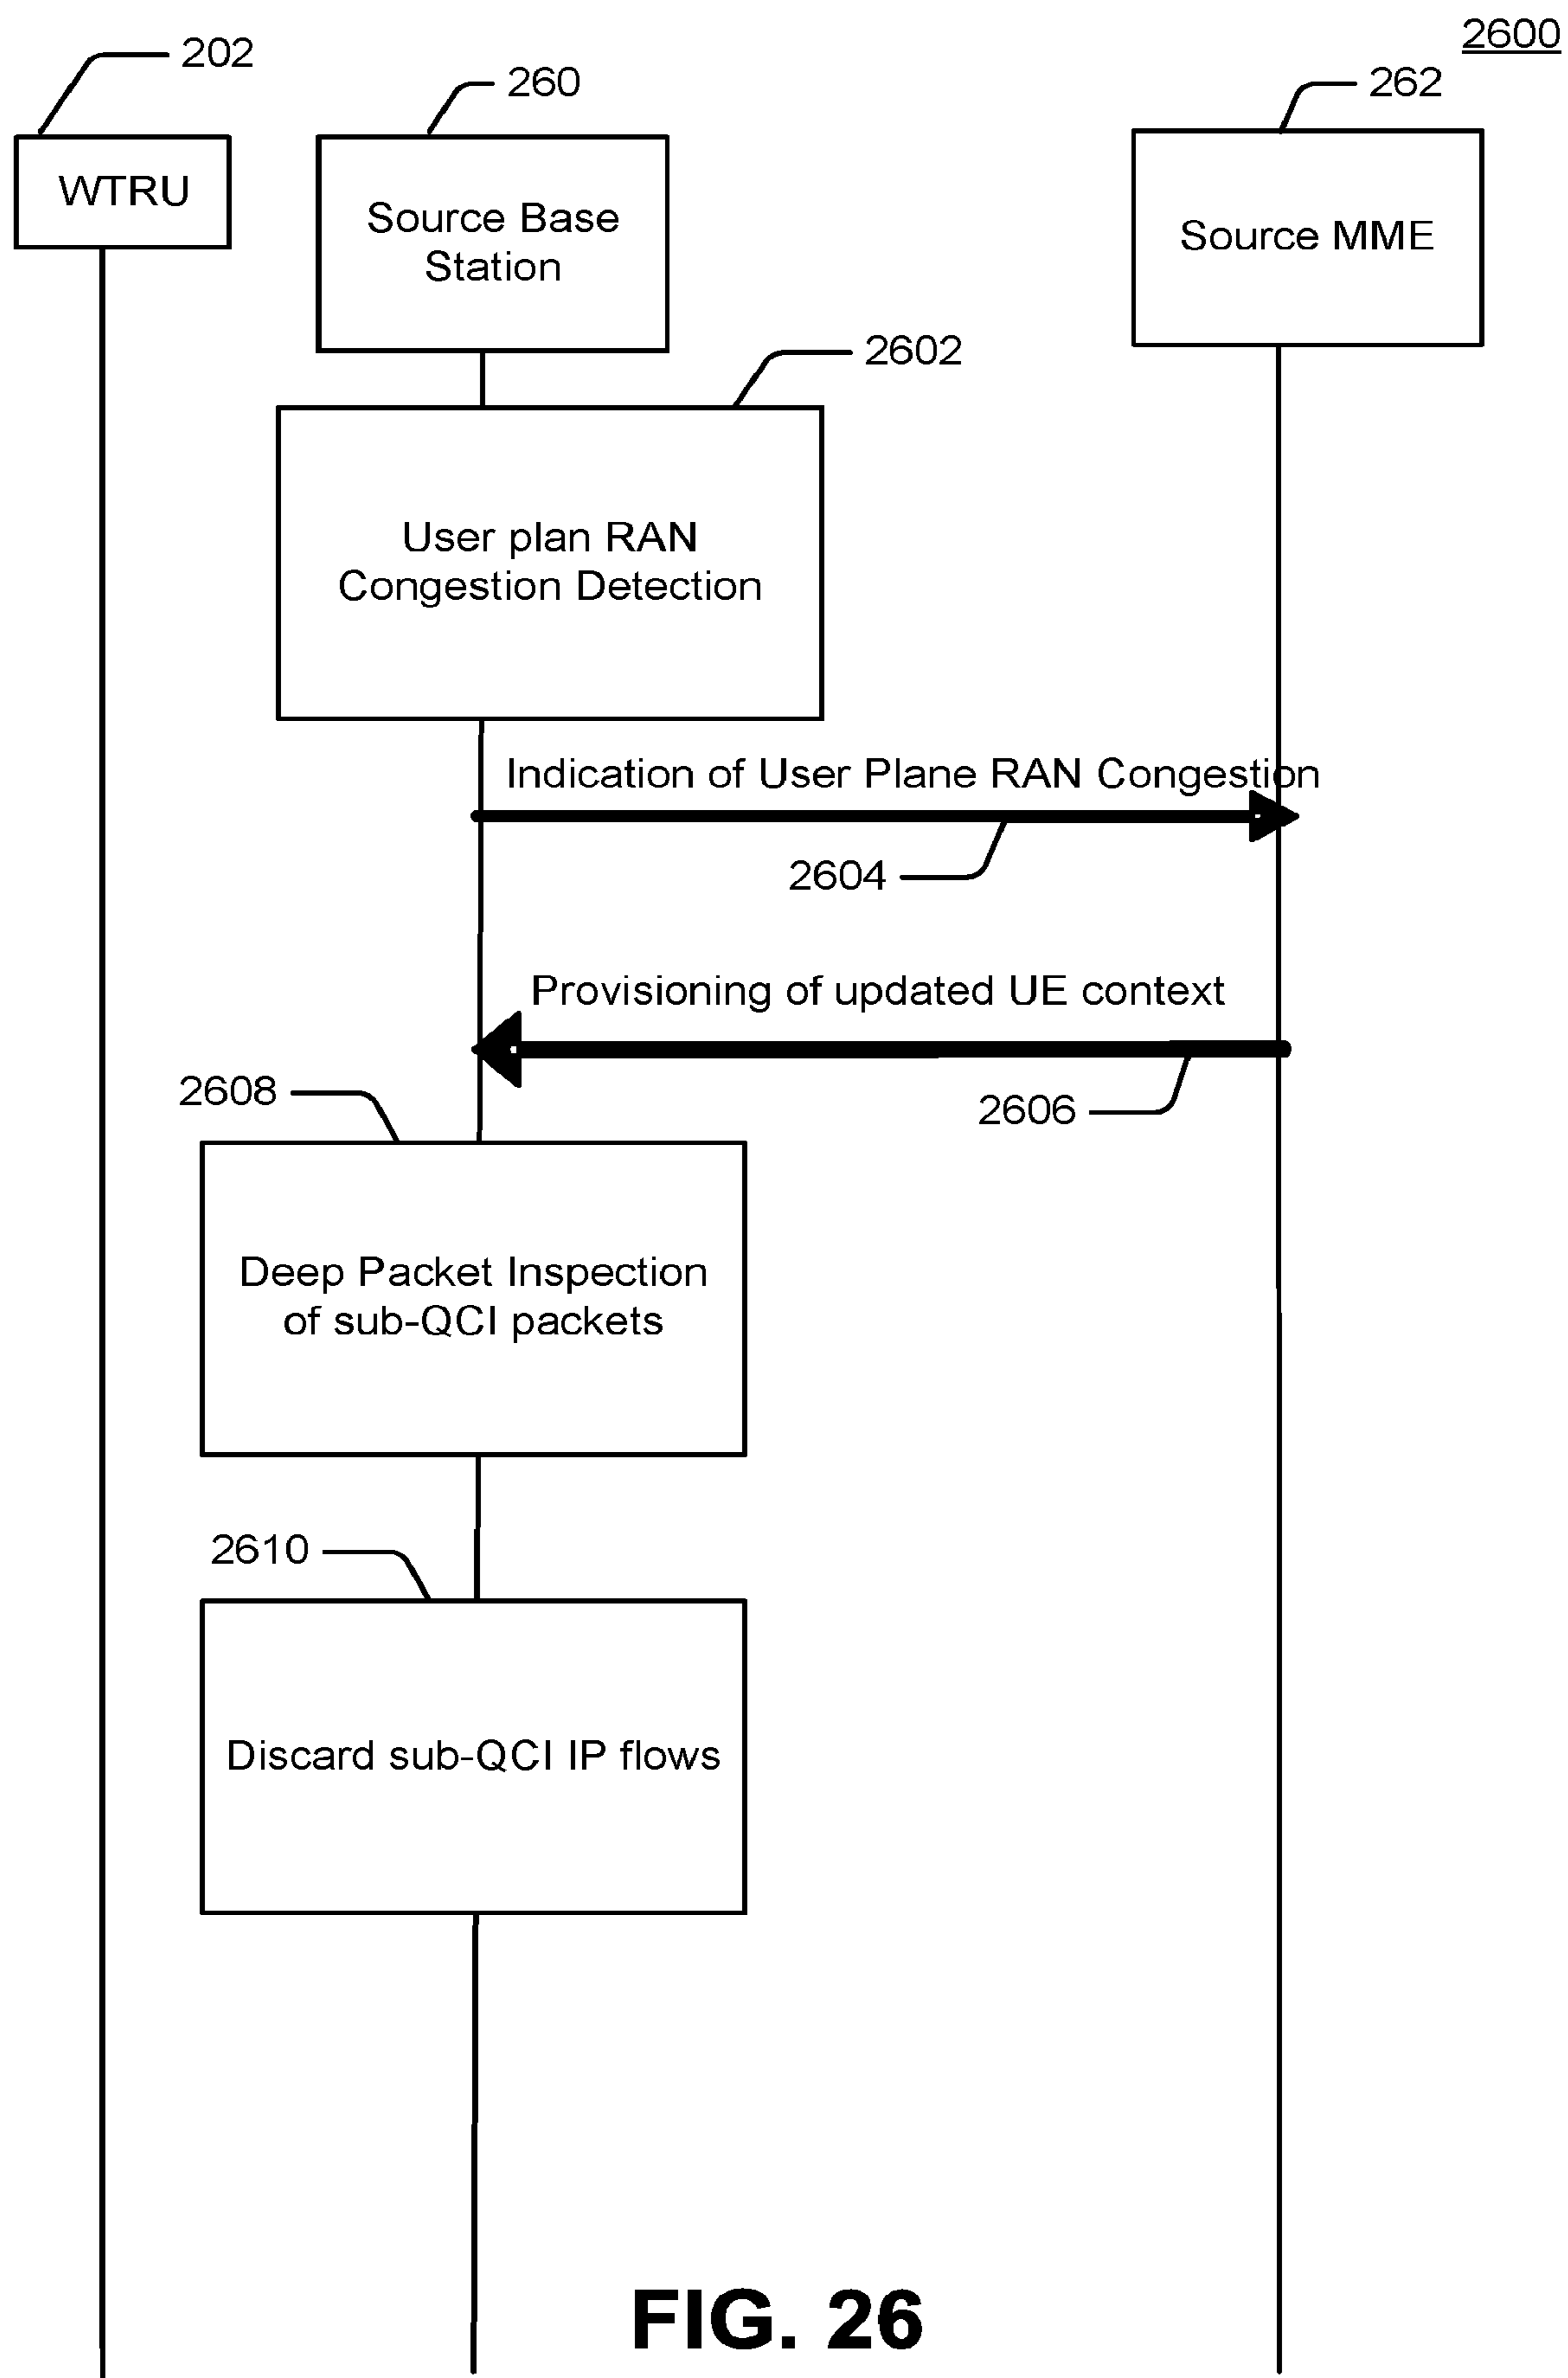 2600
202
260
262
WTRU
Source Base
Station
Source MME
2602
User plan RAN
Congestion Detection
Indication of User Plane RAN Congestion
2604
Provisioning of updated UE context
2608
2606
Deep Packet Inspection
of sub-QCI packets
2610
Discard sub-QCI IP flows
FIG. 26